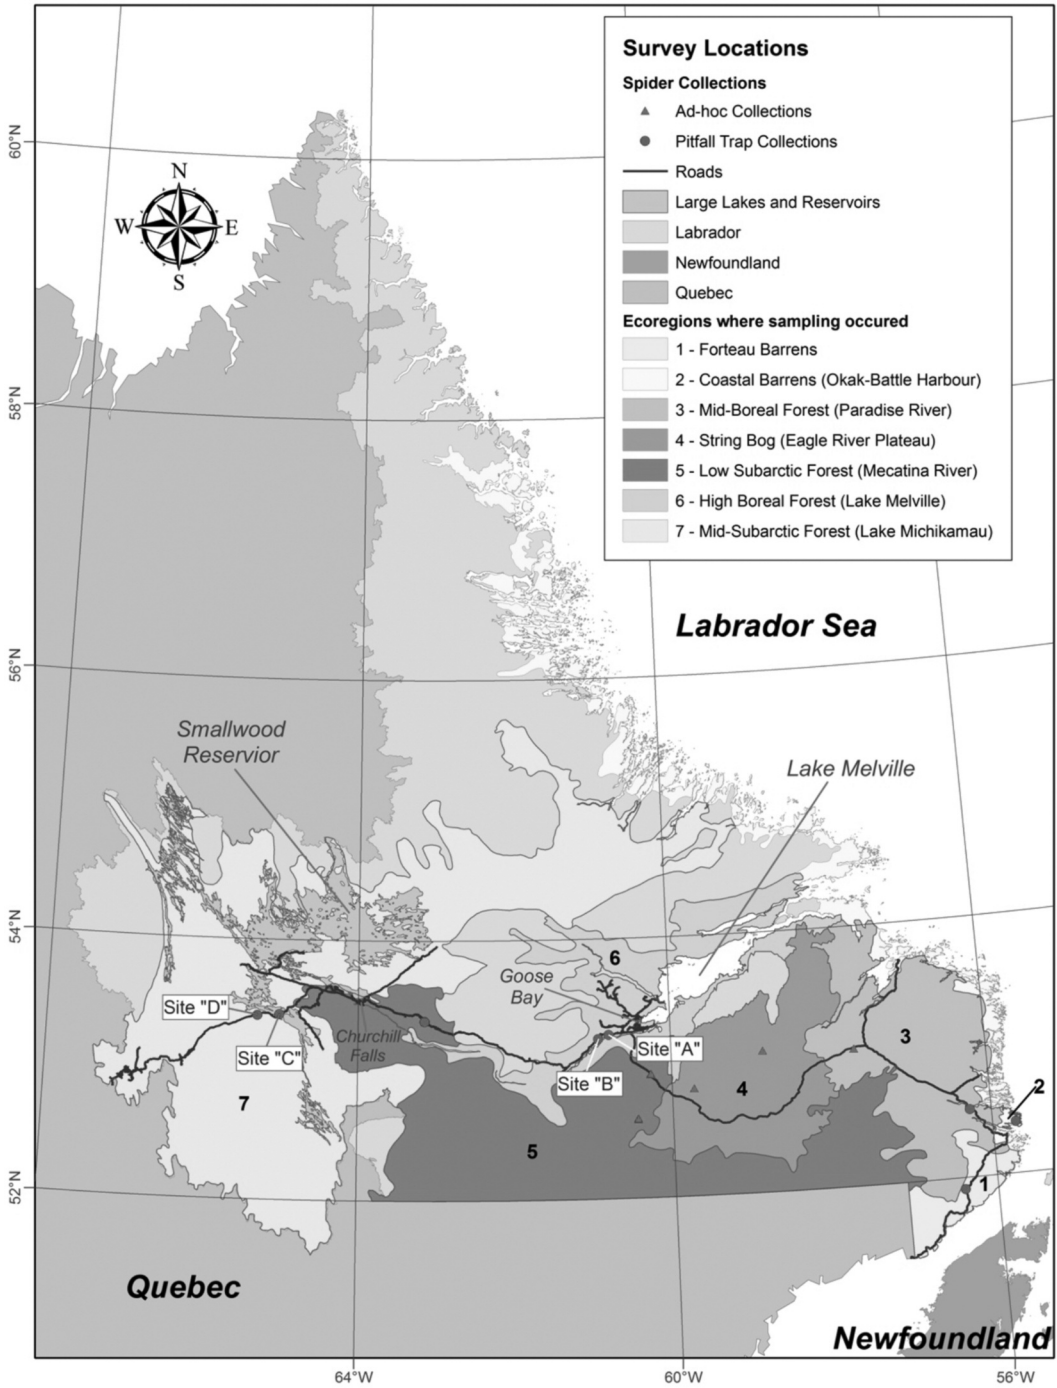 Survey Locations
Spider Collections
Ad-hoc Collections
Pitfall Trap Collections
Roads
Large Lakes and Reservoirs
Labrador
Newfoundland
Quebec
Ecoregions where sampling occured
1 - Forteau Barrens
2 - Coastal Barrens (Okak-Battle Harbour)
3 - Mid-Boreal Forest (Paradise River)
4 - String Bog (Eagle River Plateau)
5 - Low Subarctic Forest (Mecatina River)
6 - High Boreal Forest (Lake Melville)
7 - Mid-Subarctic Forest (Lake Michikamau)
60°N
N
W
E
S
58°N
Labrador Sea
56°N
Smallwood
Reservior
Lake Melville
54°N
6
Goose
Bay
Site "D"
Churchill
Falls
Site "C"
Site "A"
Site "B"
3
2
4
7
5
1
52°N
Quebec
Newfoundland
64°W
60°W
56°W